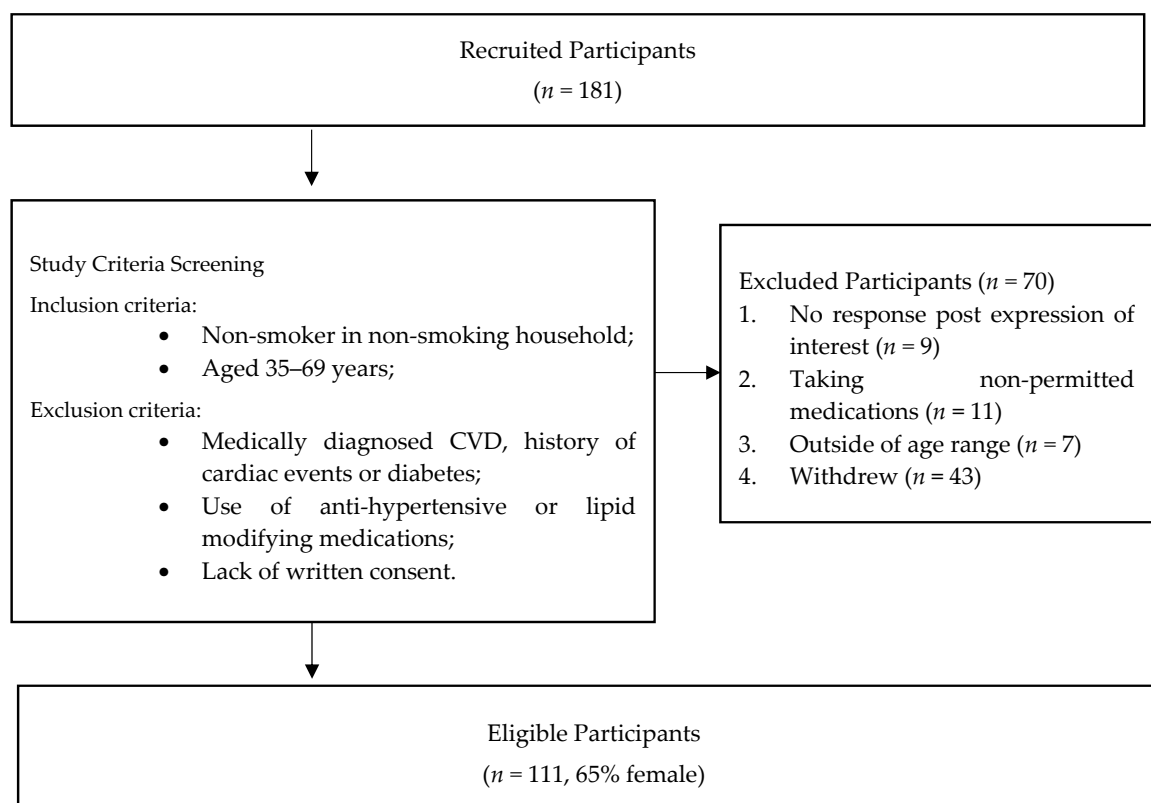 Recruited Participants
(n = 181)
Study Criteria Screening
Inclusion criteria:
• Non-smoker in non-smoking household;
• Aged 35–69 years;
Exclusion criteria:
• Medically diagnosed CVD, history of
cardiac events or diabetes;
• Use of anti-hypertensive or lipid
modifying medications;
• Lack of written consent.
Excluded Participants (n = 70)
1. No response post expression of
interest (n = 9)
2. Taking non-permitted
medications (n = 11)
3. Outside of age range (n = 7)
4. Withdrew (n = 43)
Eligible Participants
(n = 111, 65% female)